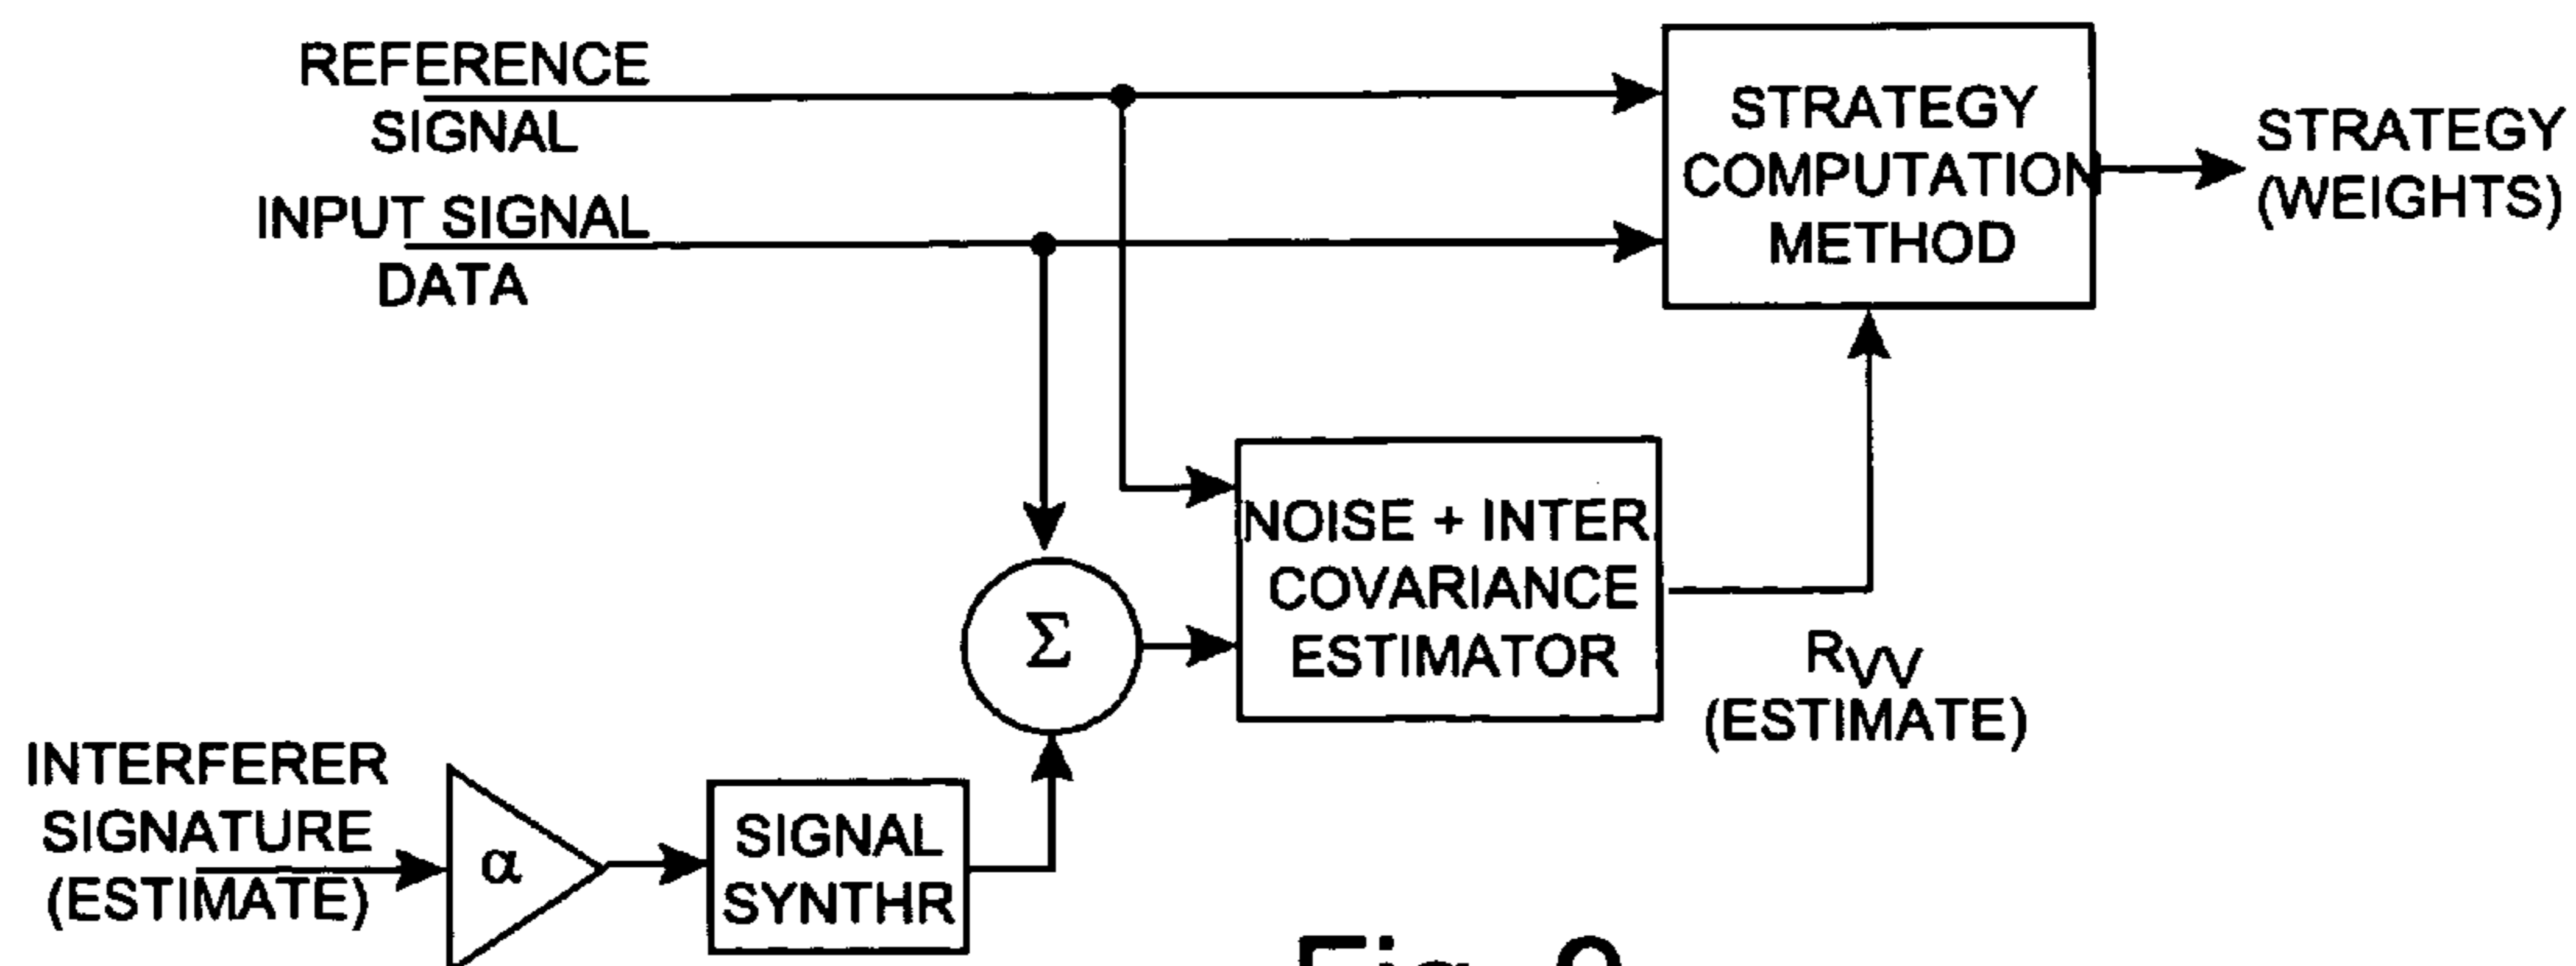 REFERENCE
SIGNAL
INPUT SIGNAL
DATA
STRATEGY
COMPUTATION
METHOD
STRATEGY
(WEIGHTS)
NOISE + INTER.
COVARIANCE
ESTIMATOR
Σ
RVV
(ESTIMATE)
INTERFERER
SIGNATURE
(ESTIMATE)
α
SIGNAL
SYNTHR